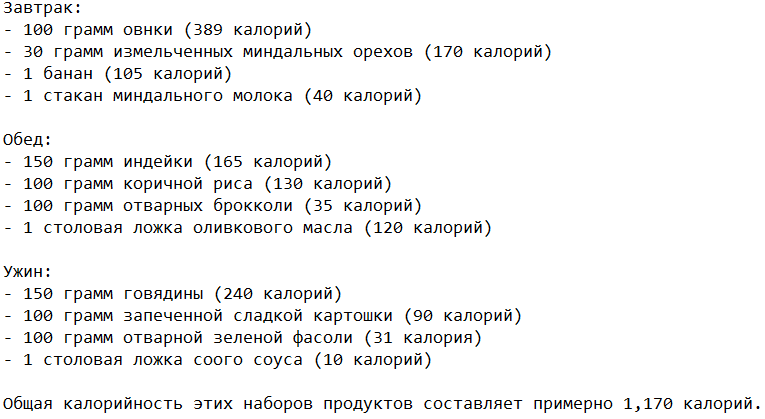 Завтрак:
- 100 грамм овнки (389 калорий)
- 30 грамм измельченных миндальных орехов (170 калорий)
- 1 банан (105 калорий)
- 1 стакан миндального молока (40 калорий)
Обед:
- 150 грамм индейки (165 калорий)
- 100 грамм коричной риса (130 калорий)
- 100 грамм отварных брокколи (35 калорий)
- 1 столовая ложка оливкового масла (120 калорий)
Ужин:
- 150 грамм говядины (240 калорий)
- 100 грамм запеченной сладкой картошки (90 калорий)
- 100 грамм отварной зеленой фасоли (31 калория)
- 1 столовая ложка соого соуса (10 калорий)
Общая калорийность этих наборов продуктов составляет примерно 1,170 калорий.